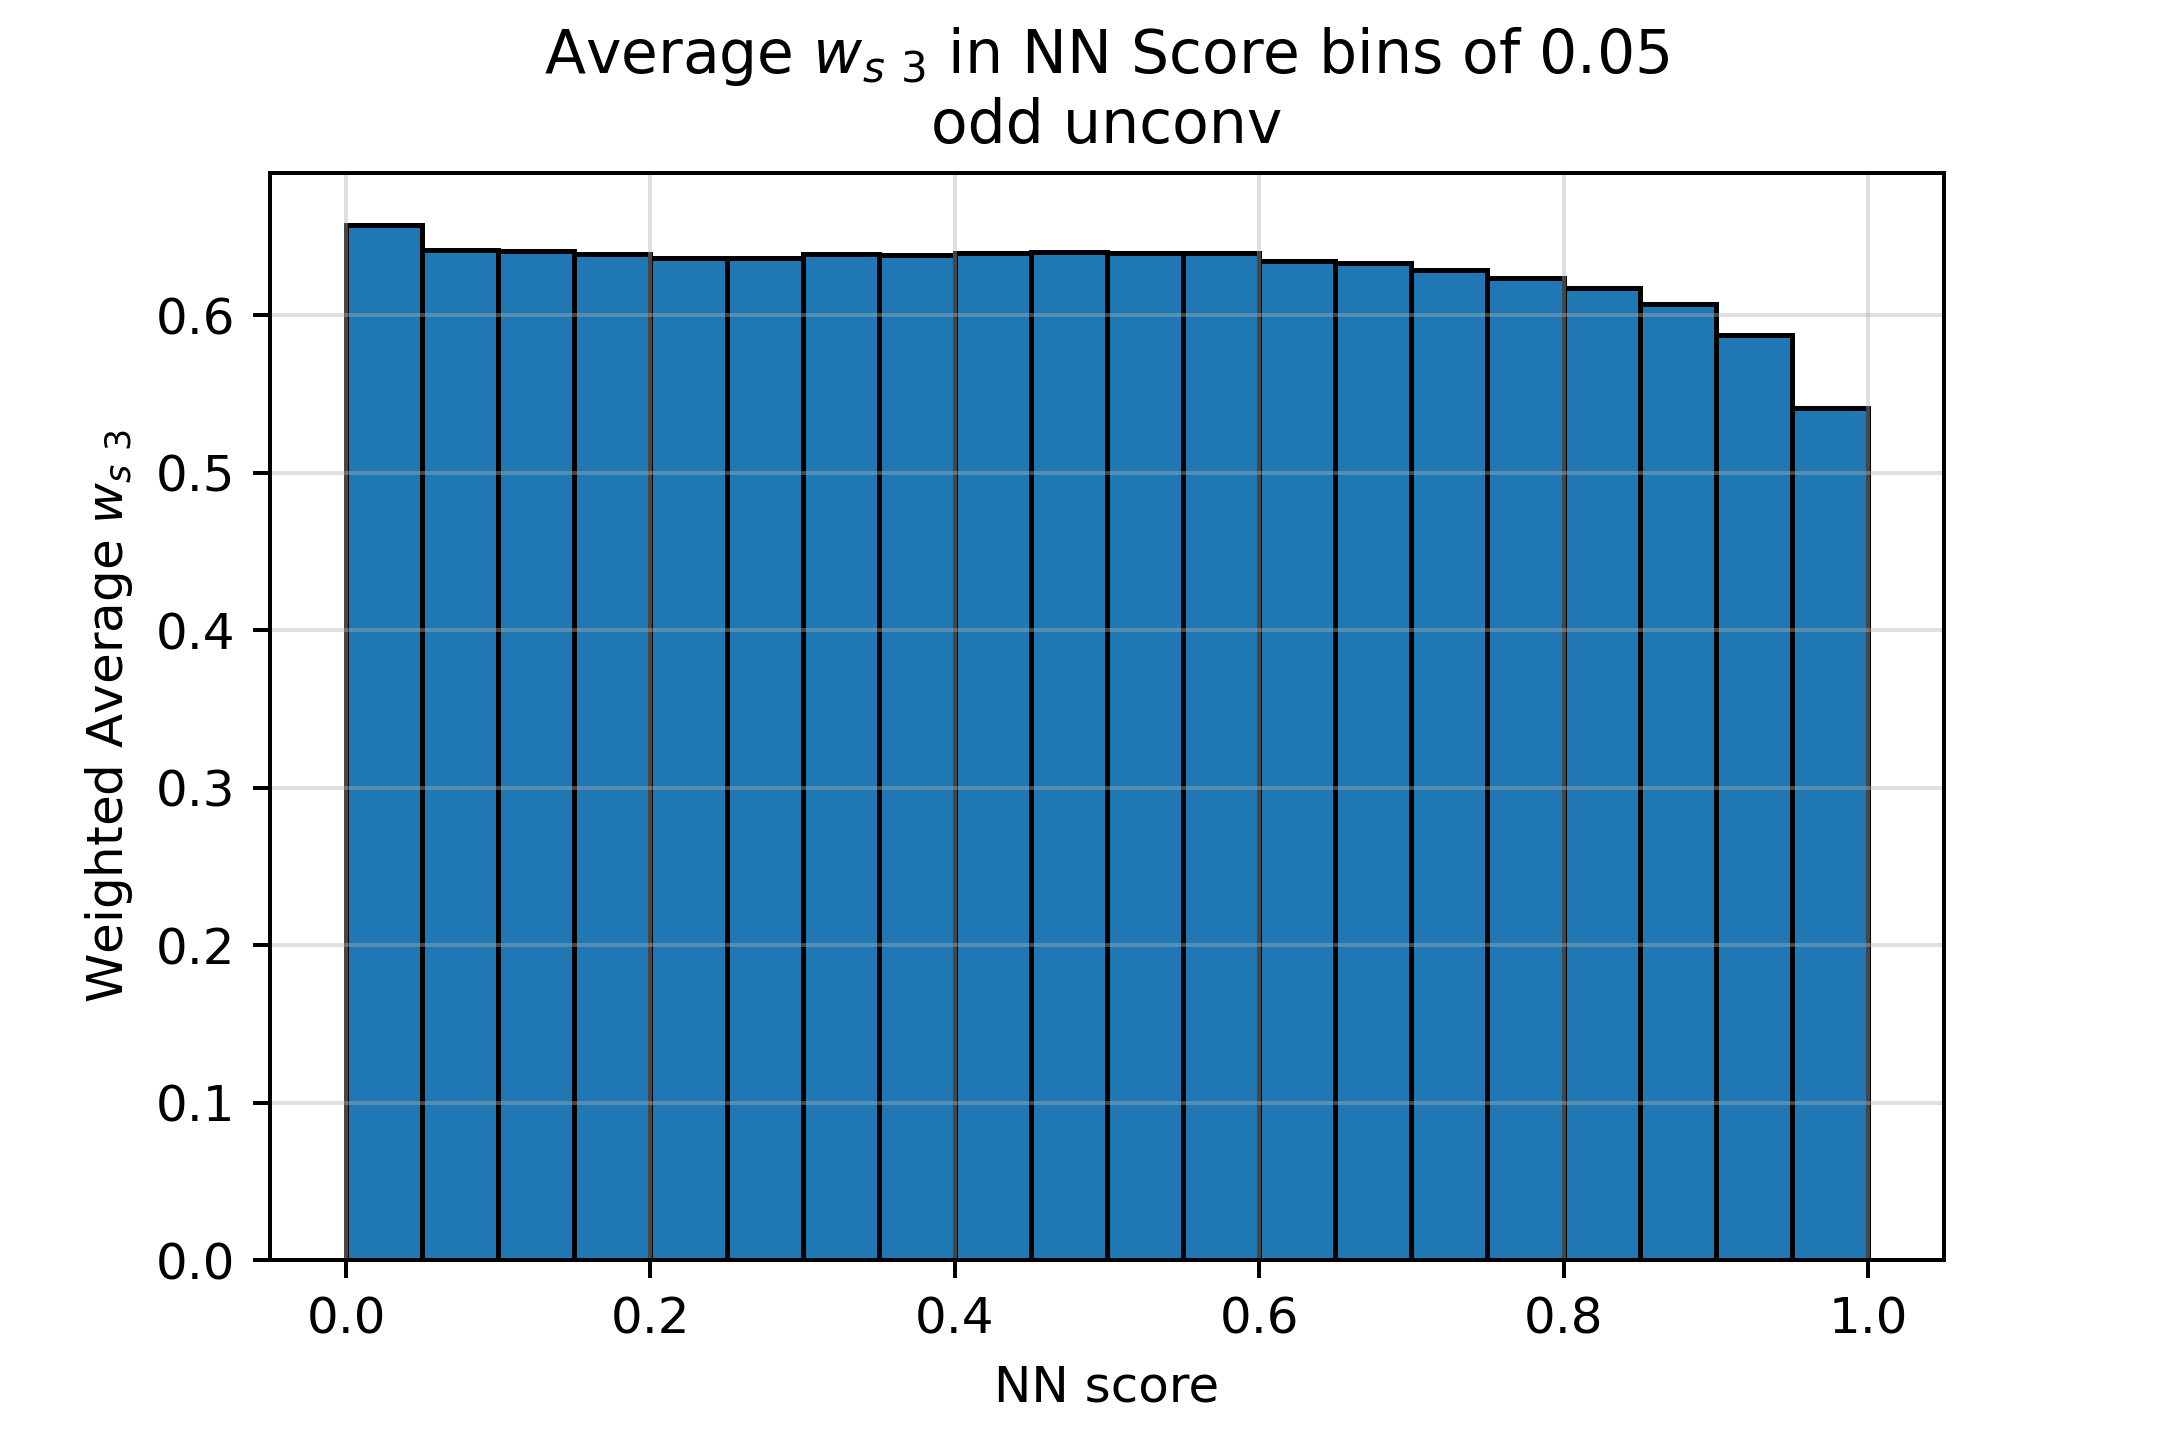 Average w_s 3 in NN Score bins of 0.05
odd unconv
Weighted Average w_s 3
0.6
0.5
0.4
0.3
0.2
0.1
0.0
0.0 0.2 0.4 0.6 0.8 1.0
NN score